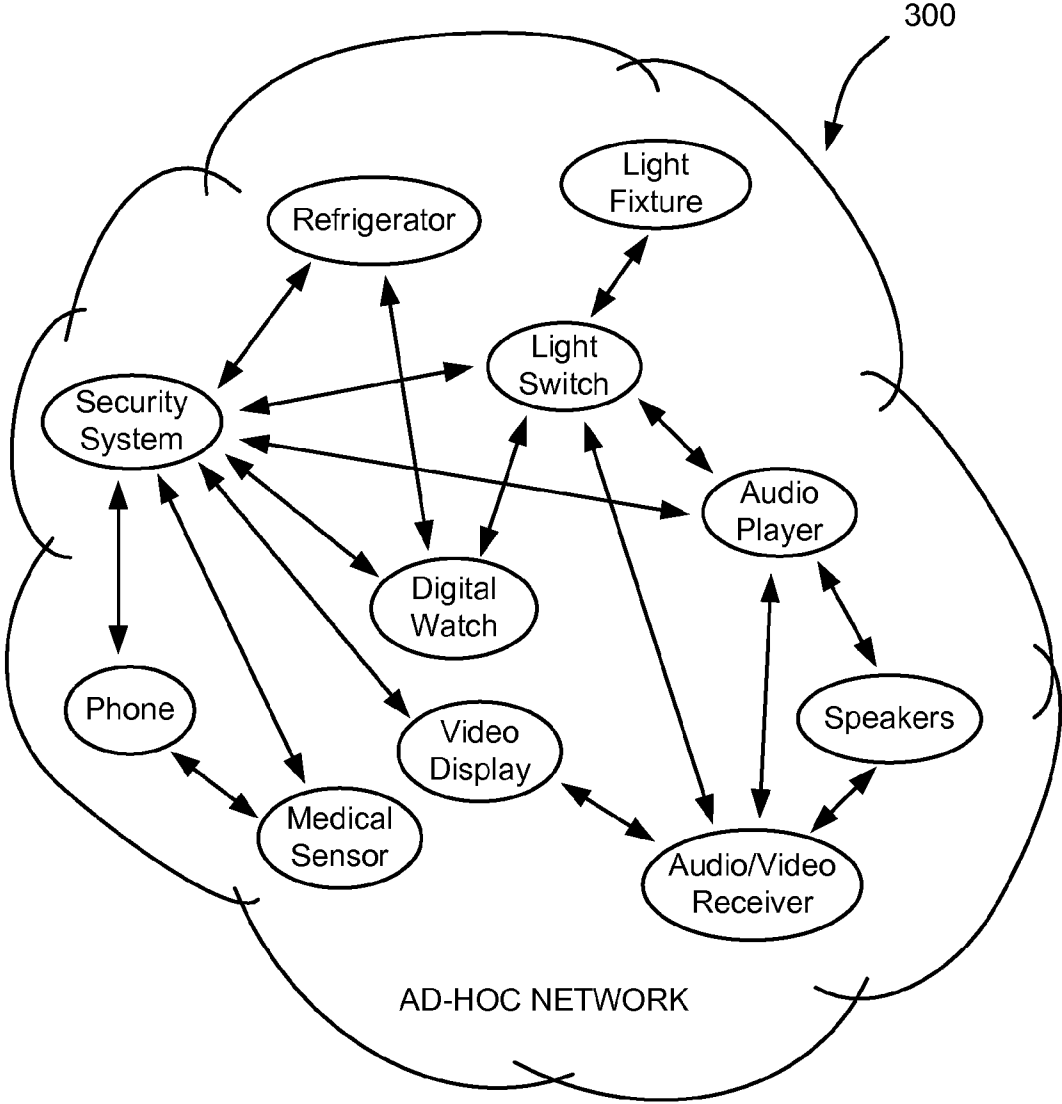 300
Light
Fixture
Refrigerator
Light
Switch
Security
System
Audio
Player
Digital
Watch
Phone
Video
Display
Speakers
Medical
Sensor
Audio/Video
Receiver
AD-HOC NETWORK